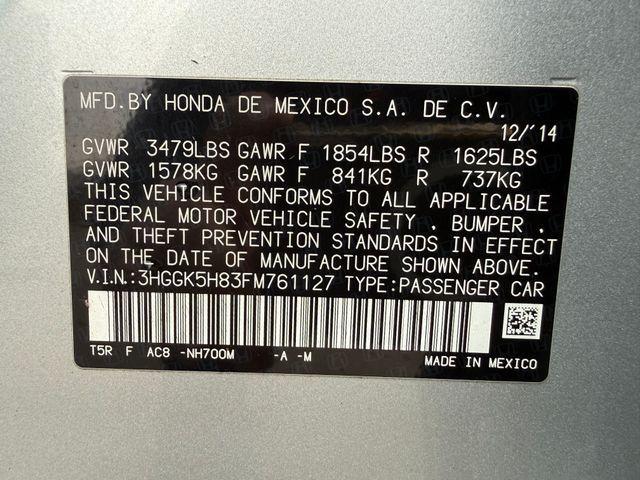 MFD.BY HONDA DE MEXICO S.A. DE C.V.
12/'14
GVWR 3479LBS GAWR F 1854LBS R 1625LBS
GVWR 1578KG GAWR F 841KG R 737KG
THIS VEHICLE CONFORMS TO ALL APPLICABLE
FEDERAL MOTOR VEHICLE SAFETY , BUMPER ,
AND THEFT PREVENTION STANDARDS IN EFFECT
ON THE DATE OF MANUFACTURE SHOWN ABOVE.
V.I.N.:3HGGK5H83FM761127 TYPE:PASSENGER CAR
T5R F AC8 -NH700M -A -M MADE IN MEXICO